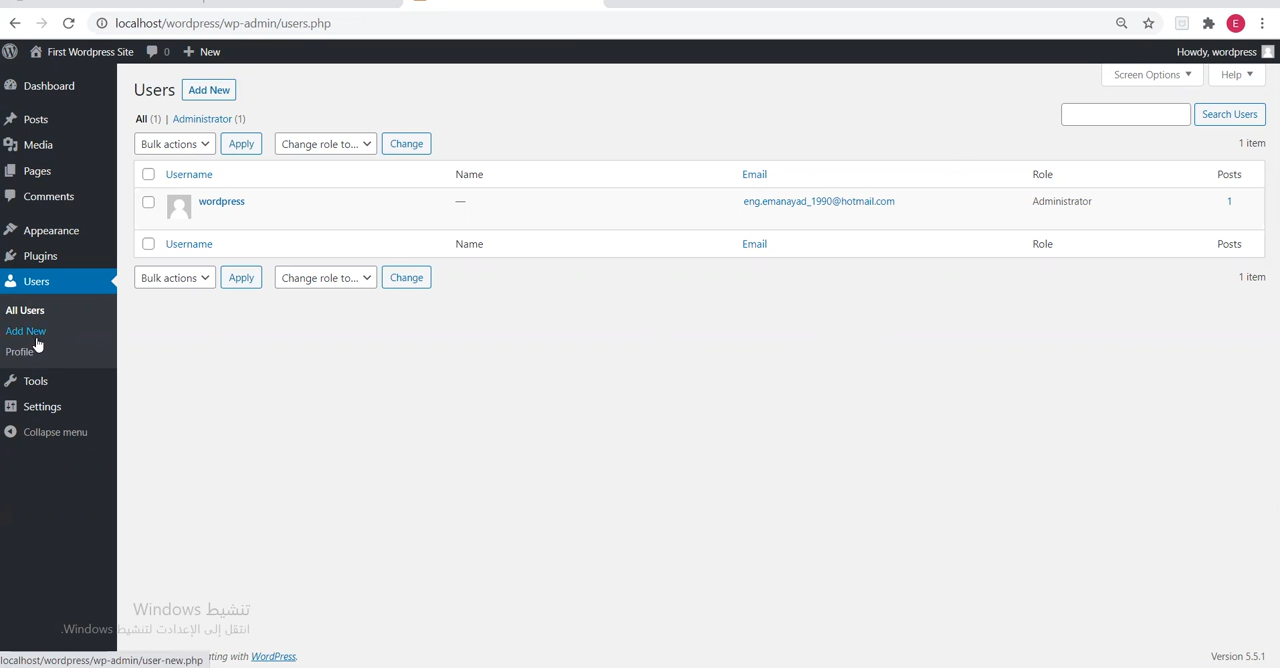 localhost/wordpress/wp-admin/users.php
E
First Wordpress Site 0 New
Howdy, wordpress
Dashboard
Posts
Media
Pages
Comments
Appearance
Plugins
Users
All Users
Add New
Profile
Tools
Settings
Collapse menu
Screen Options
Help
Users Add New
All (1) | Administrator (1)
Search Users
Bulk actions Apply Change role to... Change
1 item
Username Name Email Role Posts
wordpress — eng.emanayad_1990@hotmail.com Administrator 1
Username Name Email Role Posts
Bulk actions Apply Change role to... Change
1 item
تنشيط Windows
انتقل إلى الإعدادت لتنشيط Windows.
localhost/wordpress/wp-admin/user-new.php
ting with WordPress.
Version 5.5.1